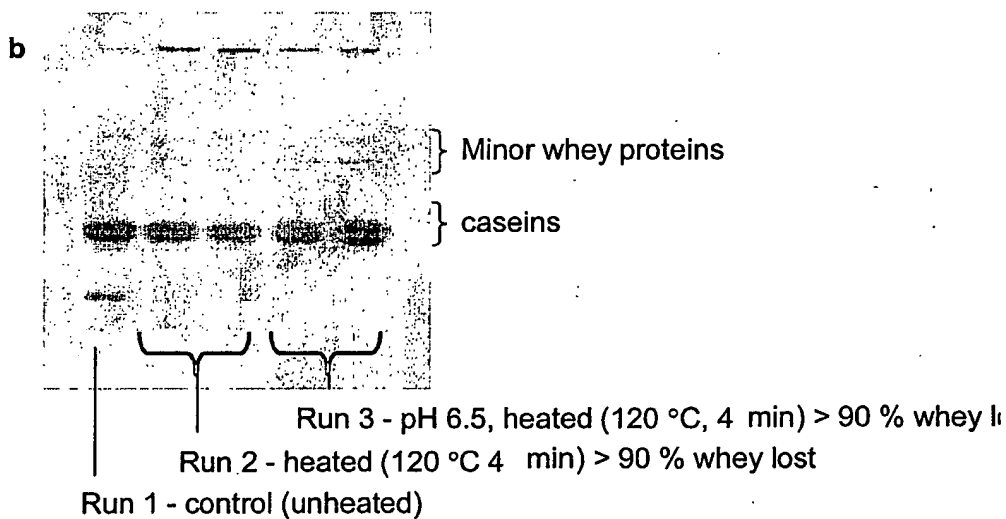 b
Minor whey proteins
caseins
Run 3 - pH 6.5, heated (120 °C, 4 min) > 90 % whey
Run 2 - heated (120 °C 4 min) > 90 % whey lost
Run 1 - control (unheated)